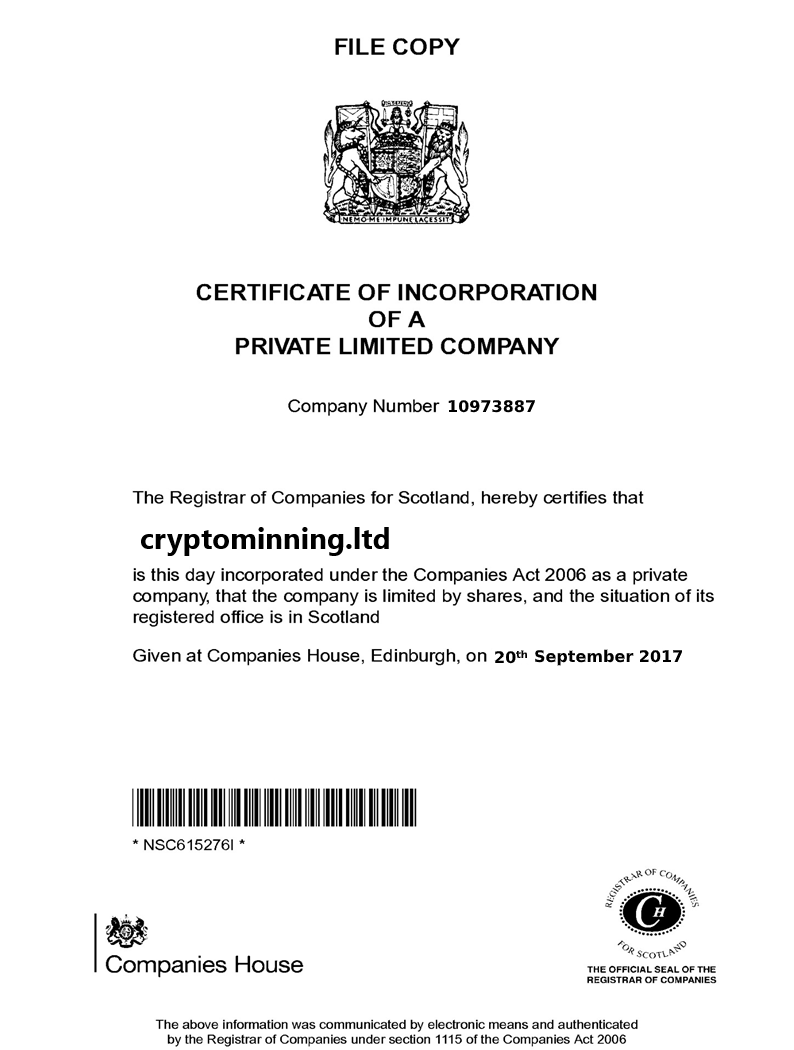 FILE COPY
NEMO·ME·IMPUNE·LACESSIT
CERTIFICATE OF INCORPORATION
OF A
PRIVATE LIMITED COMPANY
Company Number 10973887
The Registrar of Companies for Scotland, hereby certifies that
cryptominning.ltd
is this day incorporated under the Companies Act 2006 as a private
company, that the company is limited by shares, and the situation of its
registered office is in Scotland
Given at Companies House, Edinburgh, on 20th September 2017
* NSC615276I *
REGISTRAR OF COMPANIES
CH
FOR SCOTLAND
Companies House
THE OFFICIAL SEAL OF THE
REGISTRAR OF COMPANIES
The above information was communicated by electronic means and authenticated
by the Registrar of Companies under section 1115 of the Companies Act 2006